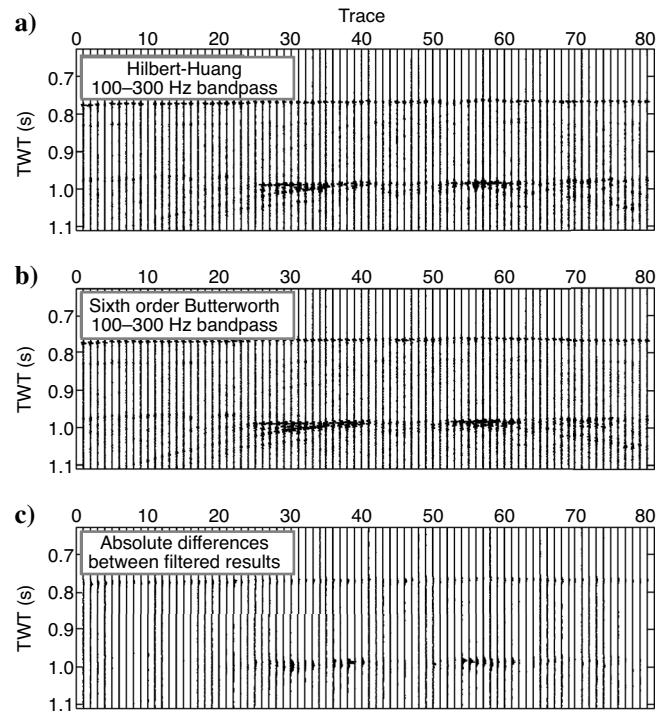 Trace
a)
0 10 20 30 40 50 60 70 80
Hilbert-Huang
100–300 Hz bandpass
TWT (s)
0.7
0.8
0.9
1.0
1.1
b)
0 10 20 30 40 50 60 70 80
Sixth order Butterworth
100–300 Hz bandpass
TWT (s)
0.7
0.8
0.9
1.0
1.1
c)
0 10 20 30 40 50 60 70 80
Absolute differences
between filtered results
TWT (s)
0.7
0.8
0.9
1.0
1.1